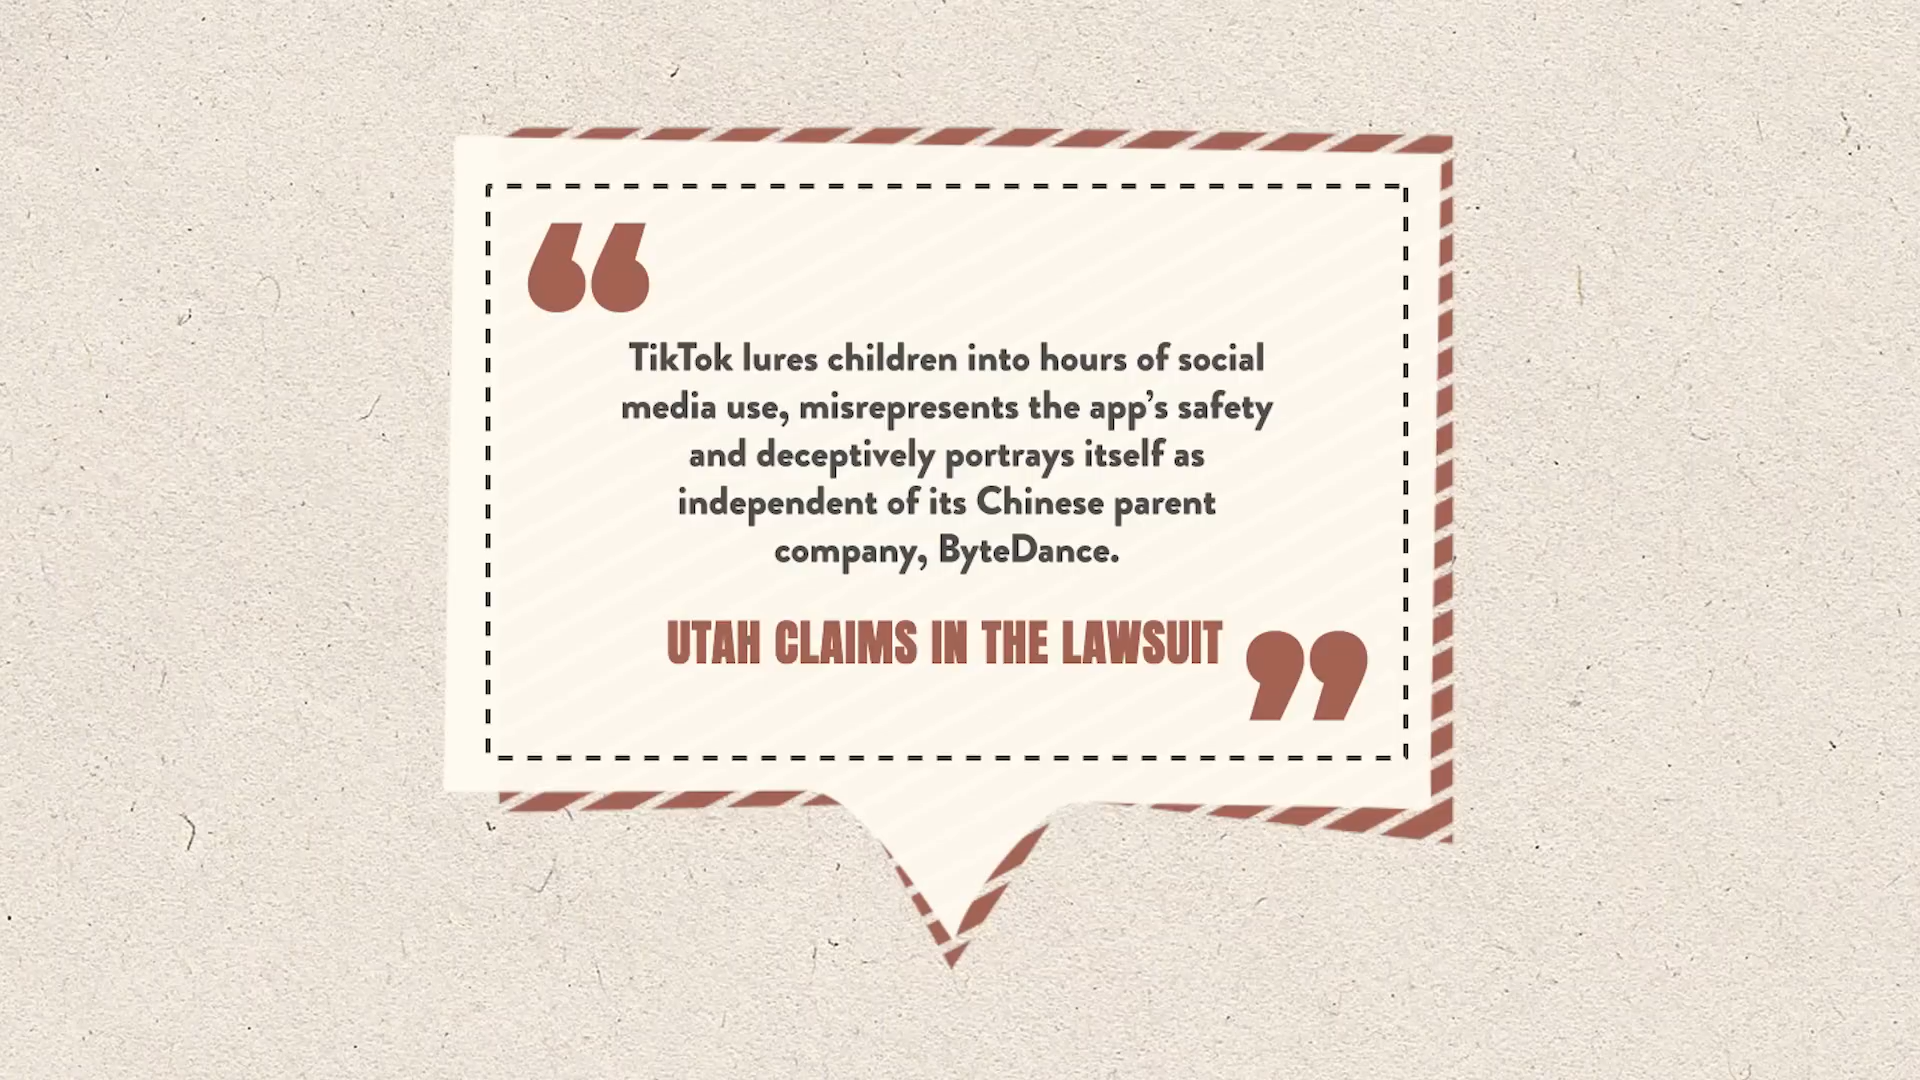 “
TikTok lures children into hours of social
media use, misrepresents the app’s safety
and deceptively portrays itself as
independent of its Chinese parent
company, ByteDance.
UTAH CLAIMS IN THE LAWSUIT
”